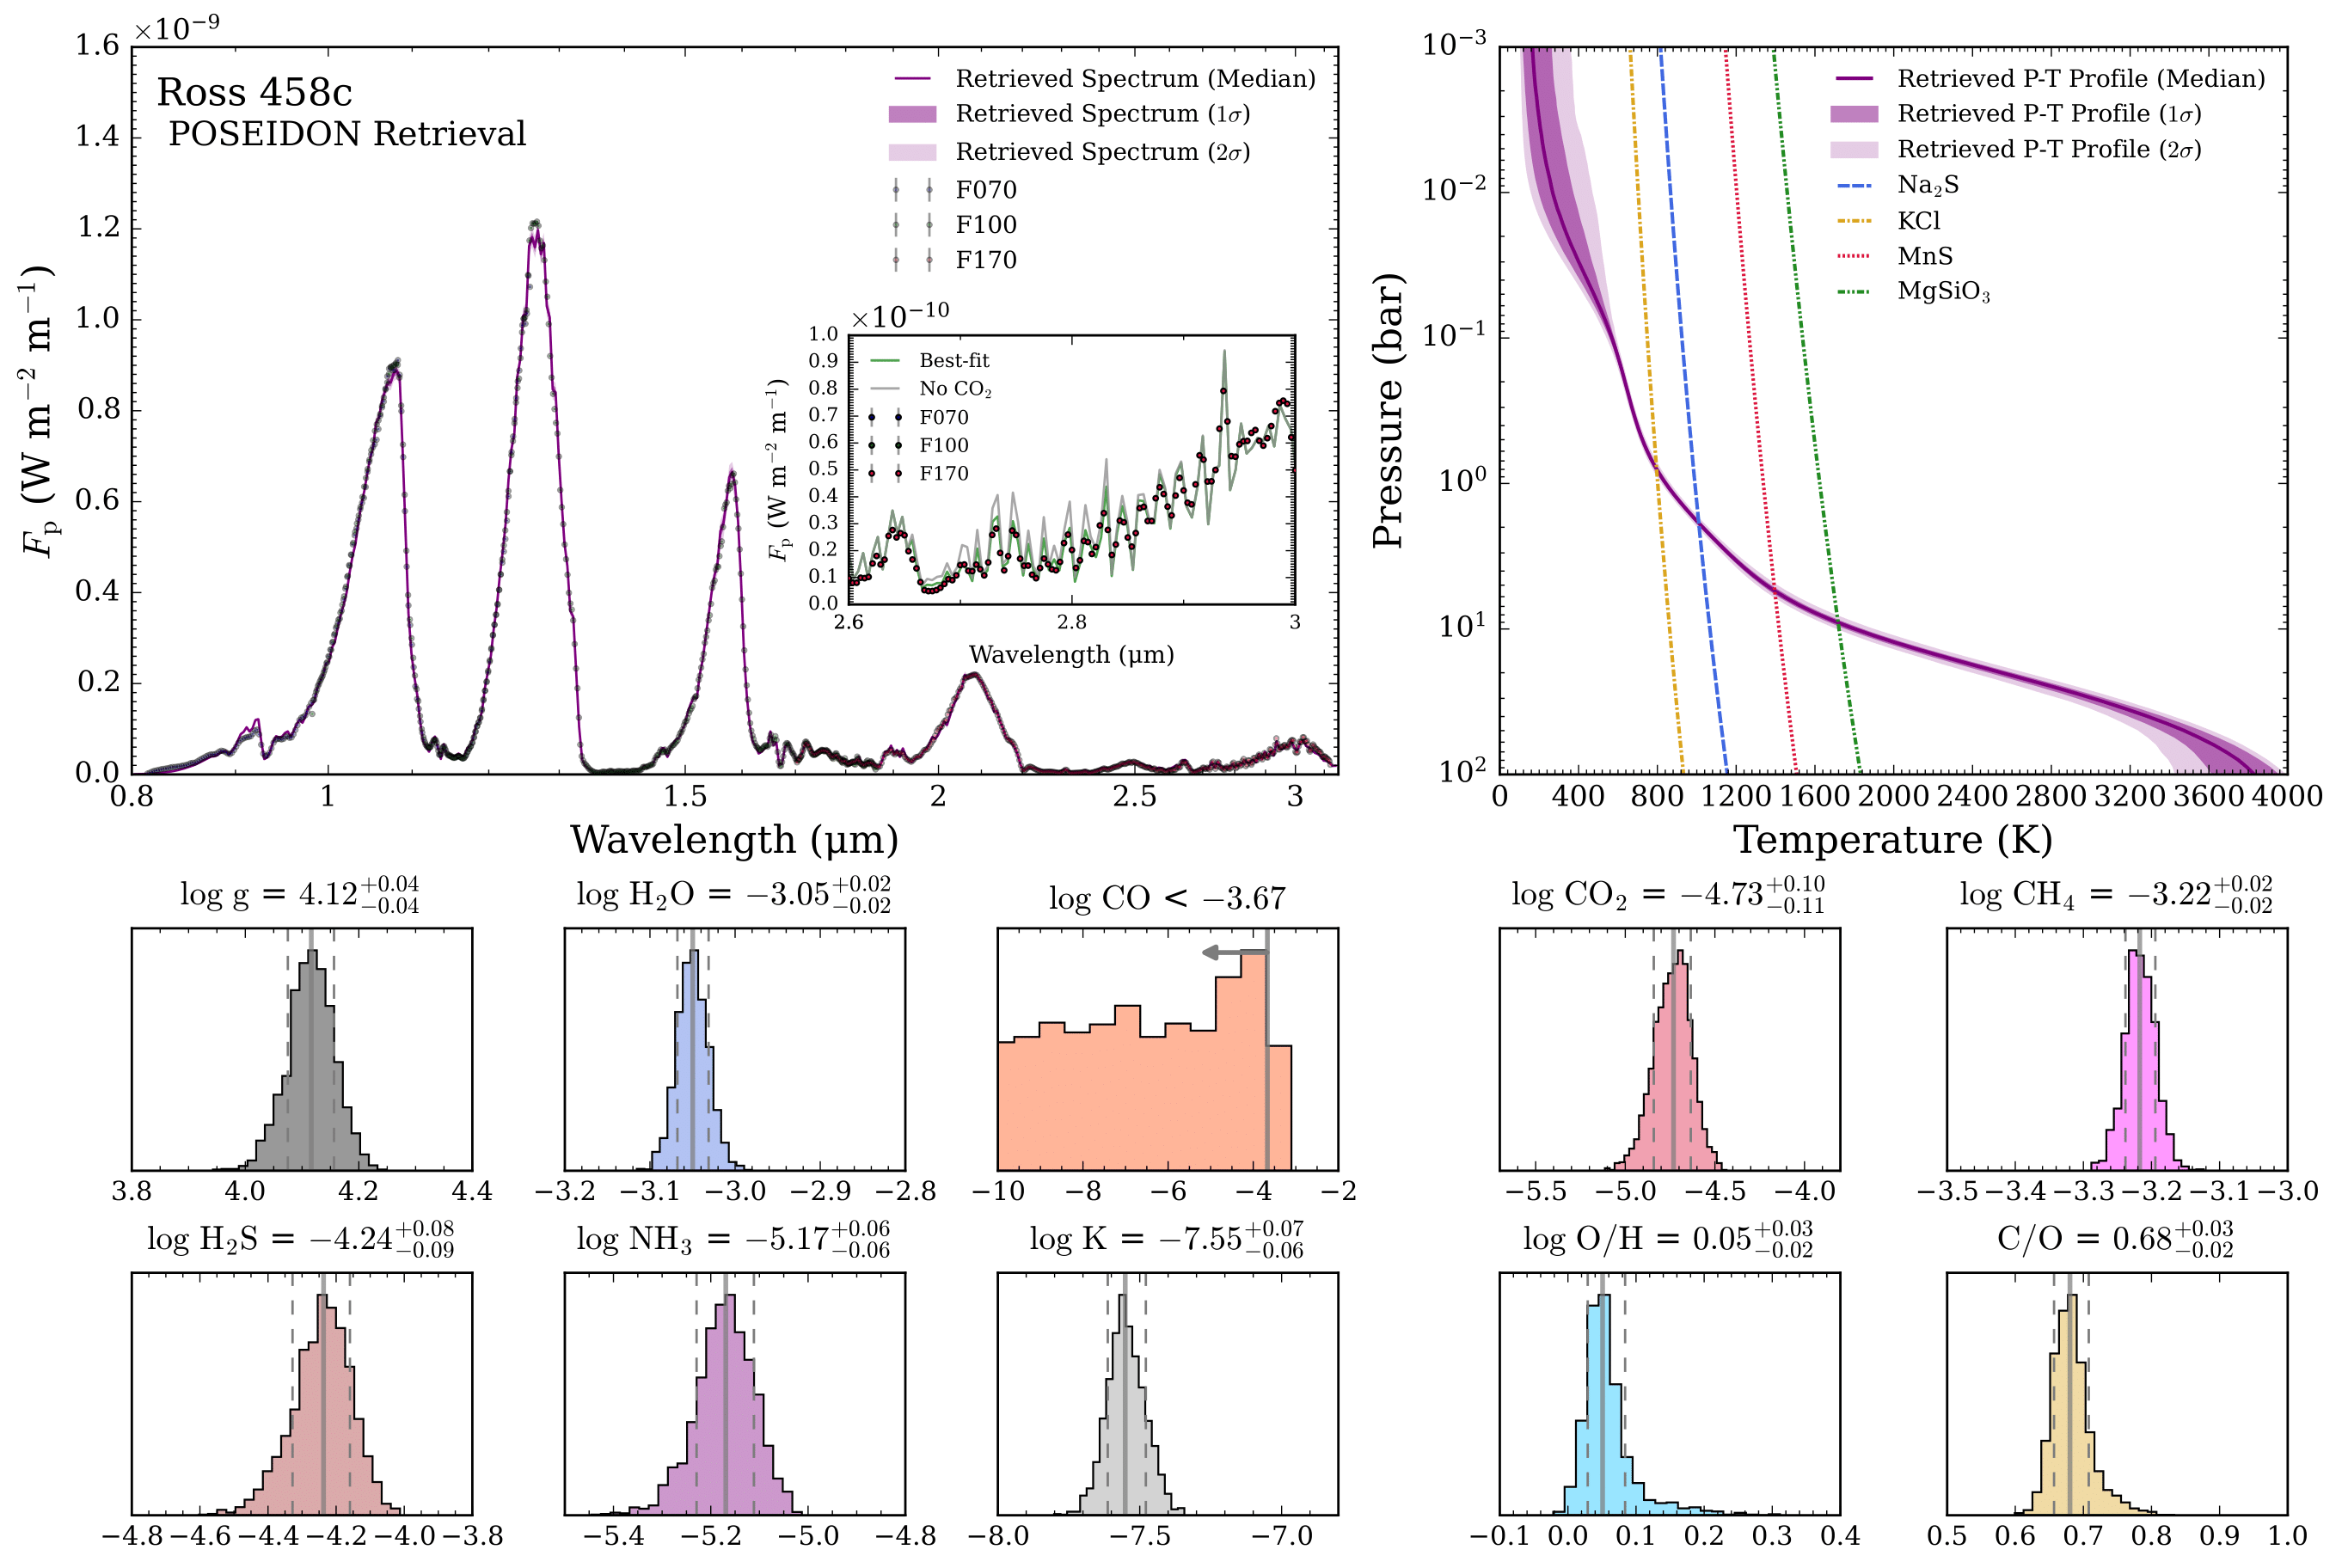 ×10⁻⁹
Ross 458c
POSEIDON Retrieval
Retrieved Spectrum (Median)
Retrieved Spectrum (1σ)
Retrieved Spectrum (2σ)
F070
F100
F170
1.6
1.4
1.2
1.0
0.8
0.6
0.4
0.2
0.0
Fp (W m⁻² m⁻¹)
0.8 1 1.5 2 2.5 3
Wavelength (μm)
×10⁻¹⁰
Best-fit
No CO₂
F070
F100
F170
1.0
0.9
0.8
0.7
0.6
0.5
0.4
0.3
0.2
0.1
0.0
Fp (W m⁻² m⁻¹)
2.6 2.8 3
Wavelength (μm)
Retrieved P-T Profile (Median)
Retrieved P-T Profile (1σ)
Retrieved P-T Profile (2σ)
Na₂S
KCl
MnS
MgSiO₃
10⁻³
10⁻²
10⁻¹
10⁰
10¹
10²
Pressure (bar)
0 400 800 1200 1600 2000 2400 2800 3200 3600 4000
Temperature (K)
log g = 4.12+0.04−0.04
3.8 4.0 4.2 4.4
log H₂O = −3.05+0.02−0.02
−3.2 −3.1 −3.0 −2.9 −2.8
log CO < −3.67
−10 −8 −6 −4 −2
log CO₂ = −4.73+0.10−0.11
−5.5 −5.0 −4.5 −4.0
log CH₄ = −3.22+0.02−0.02
−3.5 −3.4 −3.3 −3.2 −3.1 −3.0
log H₂S = −4.24+0.08−0.09
−4.8 −4.6 −4.4 −4.2 −4.0 −3.8
log NH₃ = −5.17+0.06−0.06
−5.4 −5.2 −5.0 −4.8
log K = −7.55+0.07−0.06
−8.0 −7.5 −7.0
log O/H = 0.05+0.03−0.02
−0.1 0.0 0.1 0.2 0.3 0.4
C/O = 0.68+0.03−0.02
0.5 0.6 0.7 0.8 0.9 1.0